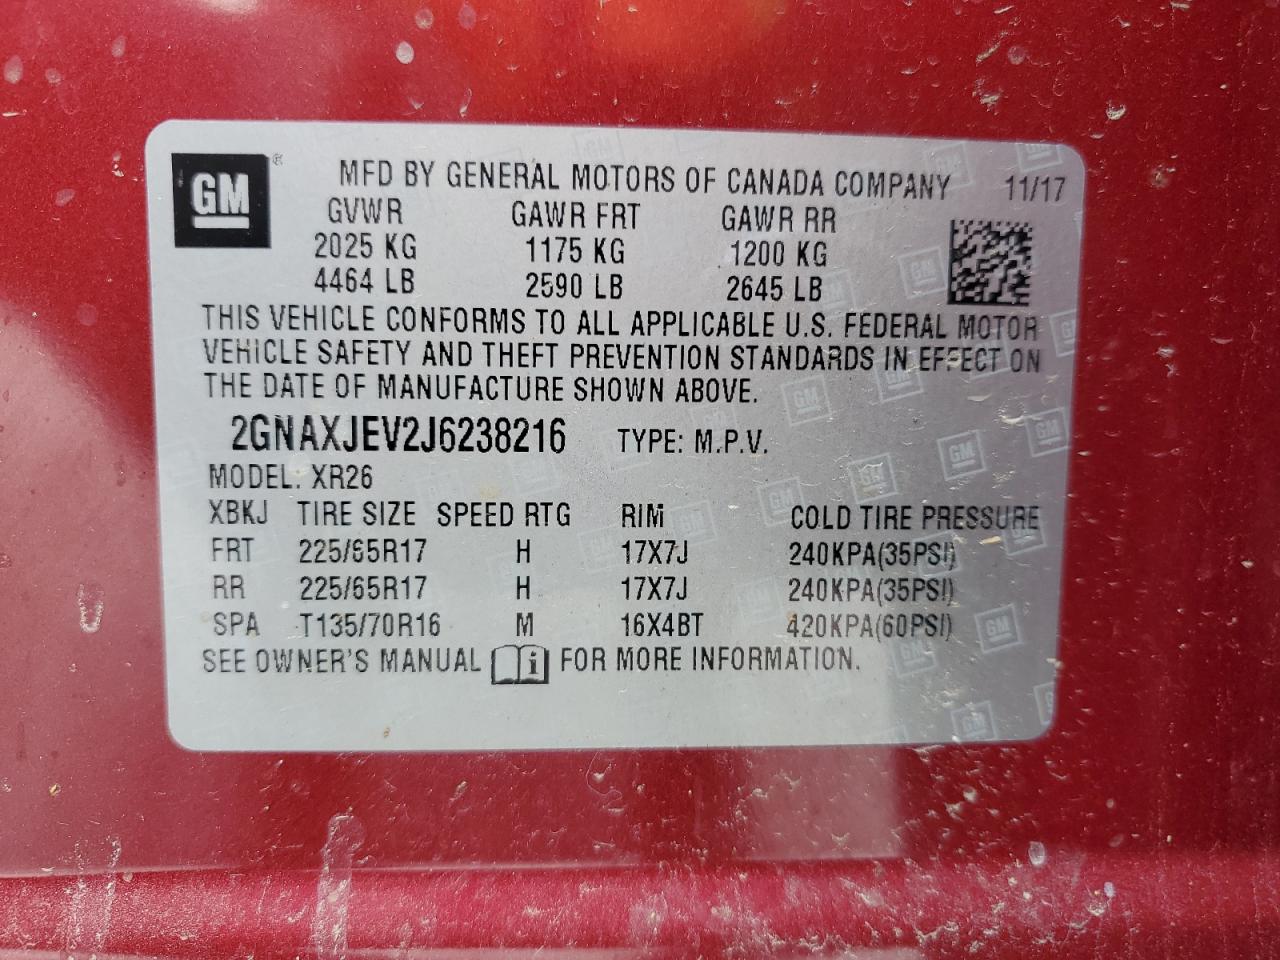 GM ® MFD BY GENERAL MOTORS OF CANADA COMPANY 11/17
GVWR GAWR FRT GAWR RR
2025 KG 1175 KG 1200 KG
4464 LB 2590 LB 2645 LB
THIS VEHICLE CONFORMS TO ALL APPLICABLE U.S. FEDERAL MOTOR
VEHICLE SAFETY AND THEFT PREVENTION STANDARDS IN EFFECT ON
THE DATE OF MANUFACTURE SHOWN ABOVE.
2GNAXJEV2J6238216 TYPE: M.P.V.
MODEL: XR26
XBKJ TIRE SIZE SPEED RTG RIM COLD TIRE PRESSURE
FRT 225/65R17 H 17X7J 240KPA(35PSI)
RR 225/65R17 H 17X7J 240KPA(35PSI)
SPA T135/70R16 M 16X4BT 420KPA(60PSI)
SEE OWNER'S MANUAL i FOR MORE INFORMATION.